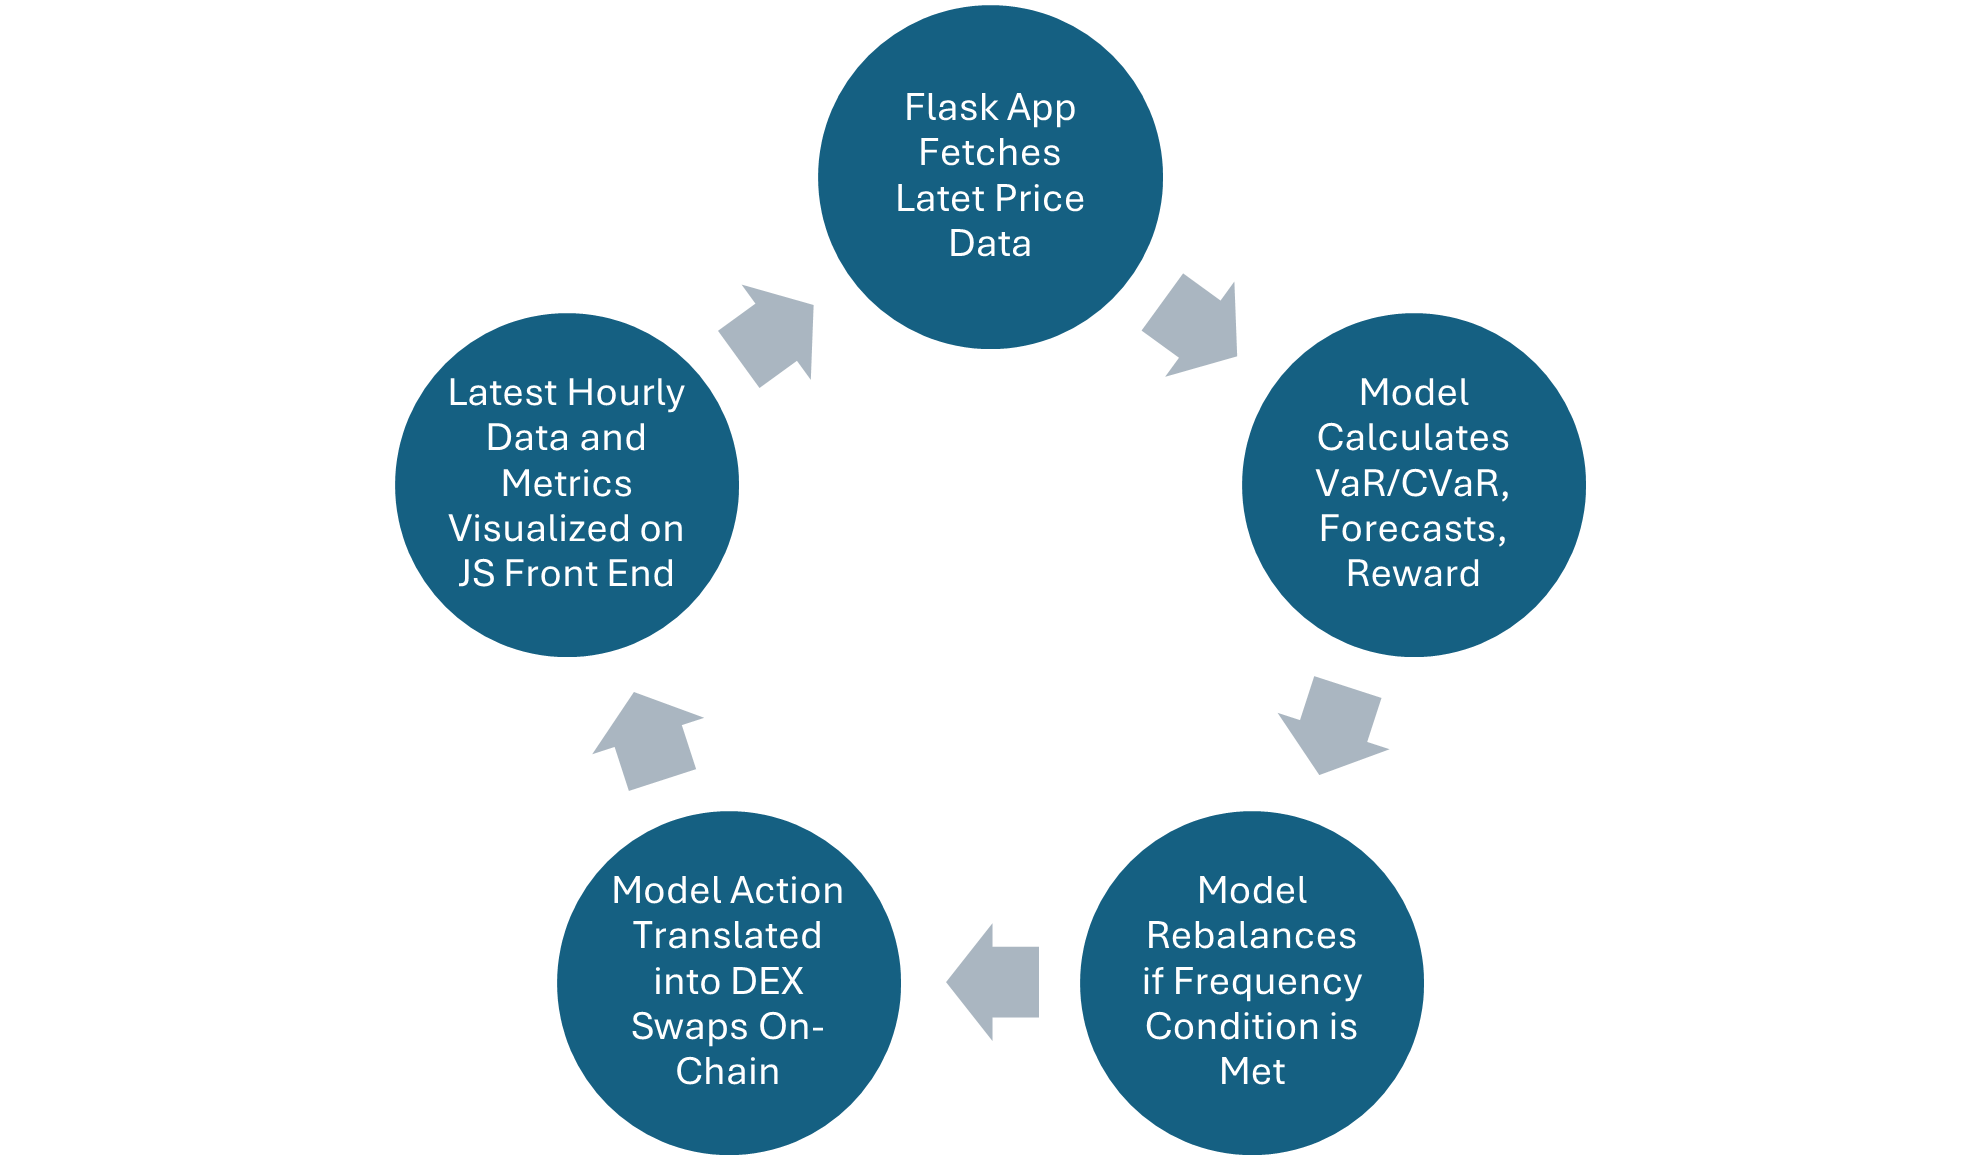 Flask App
Fetches
Latet Price
Data
Model
Calculates
VaR/CVaR,
Forecasts,
Reward
Model
Rebalances
if Frequency
Condition is
Met
Model Action
Translated
into DEX
Swaps On-
Chain
Latest Hourly
Data and
Metrics
Visualized on
JS Front End